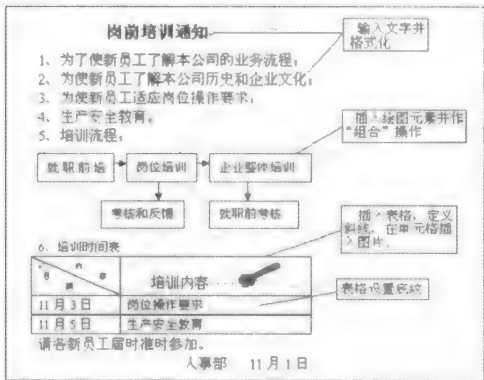 岗前培训通知
输入文字并
格式化
1、为了使新员工了解本公司的业务流程;
2、为使新员工了解本公司历史和企业文化;
3、为使新员工适应岗位操作要求;
4、生产安全教育。
5、培训流程:
插入绘图元素并作
“组合”操作
就职前培 岗位培训 企业整体培训
考核和反馈 就职前考核
插入表格,定义
斜线,在单元格插
入图片。
6、培训时间表
培训内容
表格设置底纹
11月3日 岗位操作要求
11月5日 生产安全教育
请各新员工届时准时参加。
人事部 11月1日